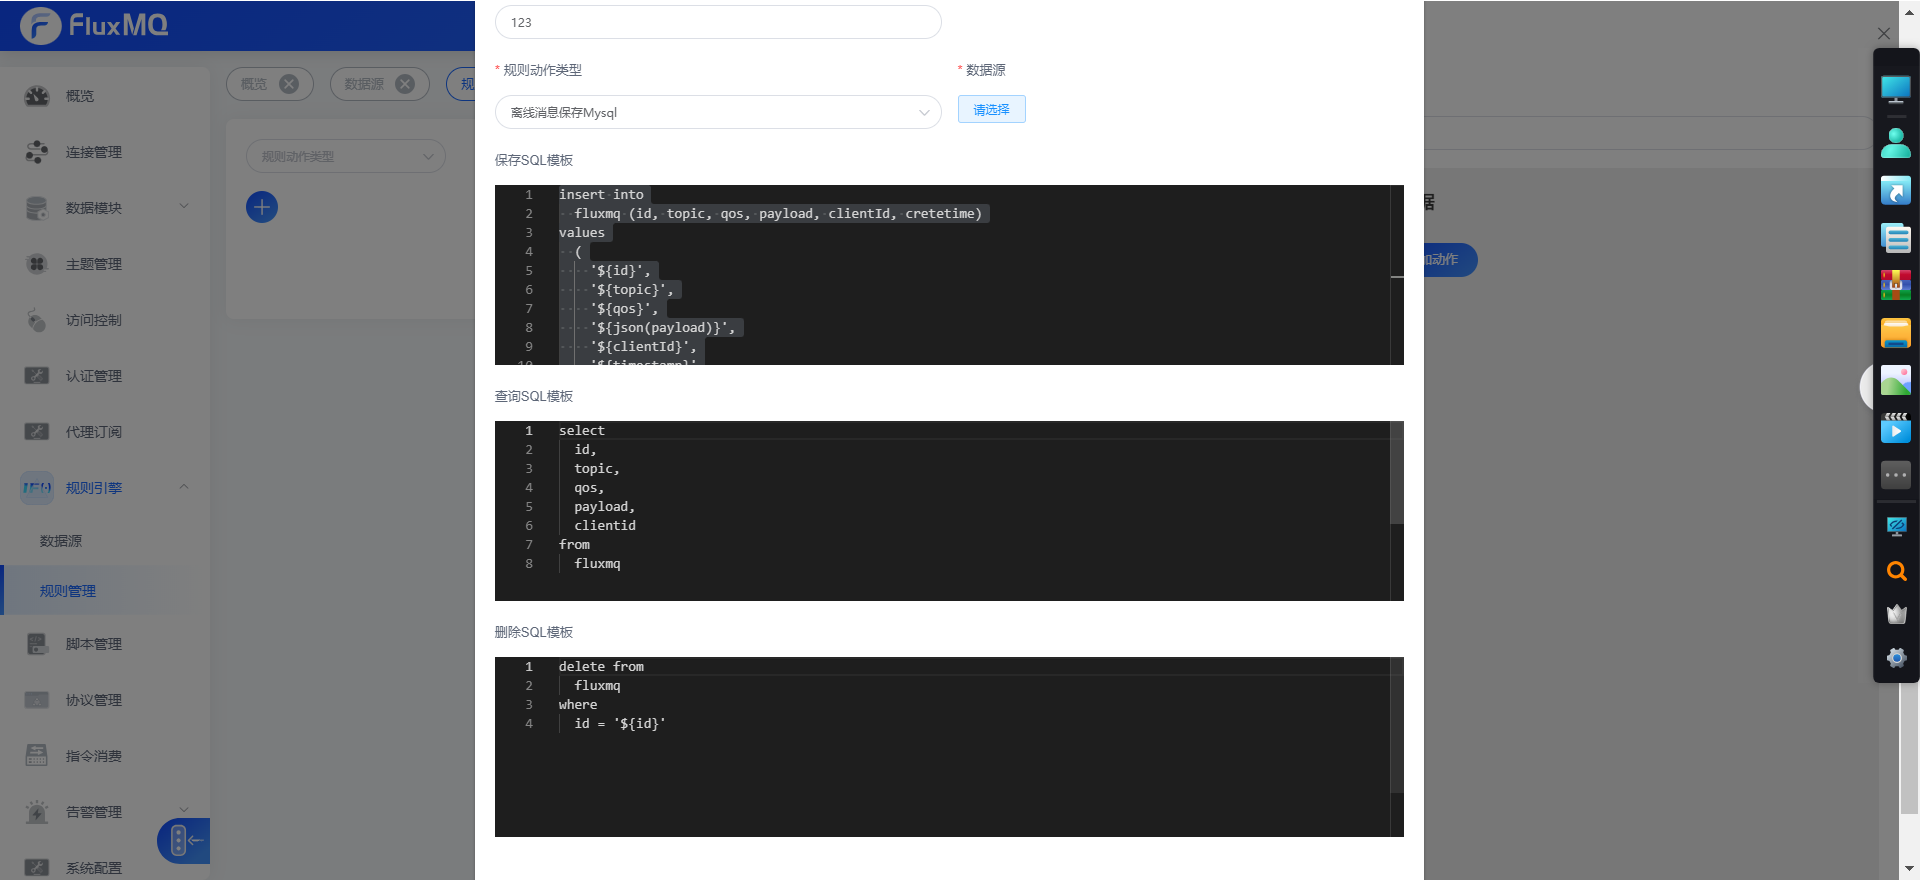 FluxMQ
概览
连接管理
数据模块
主题管理
访问控制
认证管理
代理订阅
规则引擎
数据源
规则管理
脚本管理
协议管理
指令消费
告警管理
系统配置
概览
数据源
规
规则动作类型
123
* 规则动作类型
* 数据源
离线消息保存Mysql
请选择
保存SQL模板
1 insert into
2 fluxmq (id, topic, qos, payload, clientId, cretetime)
3 values
4 (
5 '${id}',
6 '${topic}',
7 '${qos}',
8 '${json(payload)}',
9 '${clientId}',
10 '${timestamp}'
查询SQL模板
1 select
2 id,
3 topic,
4 qos,
5 payload,
6 clientid
7 from
8 fluxmq
删除SQL模板
1 delete from
2 fluxmq
3 where
4 id = '${id}'
据
加动作